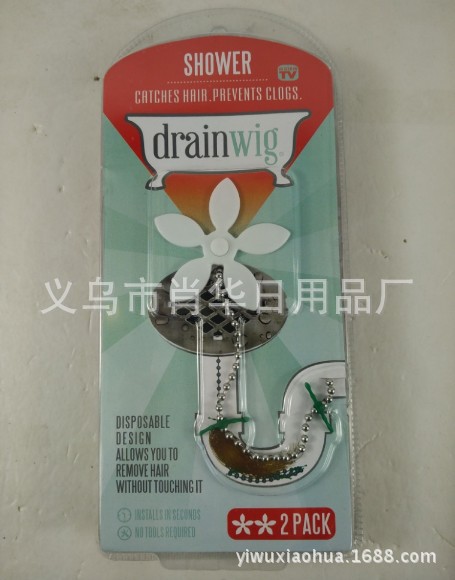 SHOWER
TV
CATCHES HAIR. PREVENTS CLOGS.
drainwig
义乌市肖华日用品厂
DISPOSABLE
DESIGN
ALLOWS YOU TO
REMOVE HAIR
WITHOUT TOUCHING IT
INSTALLS IN SECONDS
NO TOOLS REQUIRED
2 PACK
yiwuxiaohua.1688.com